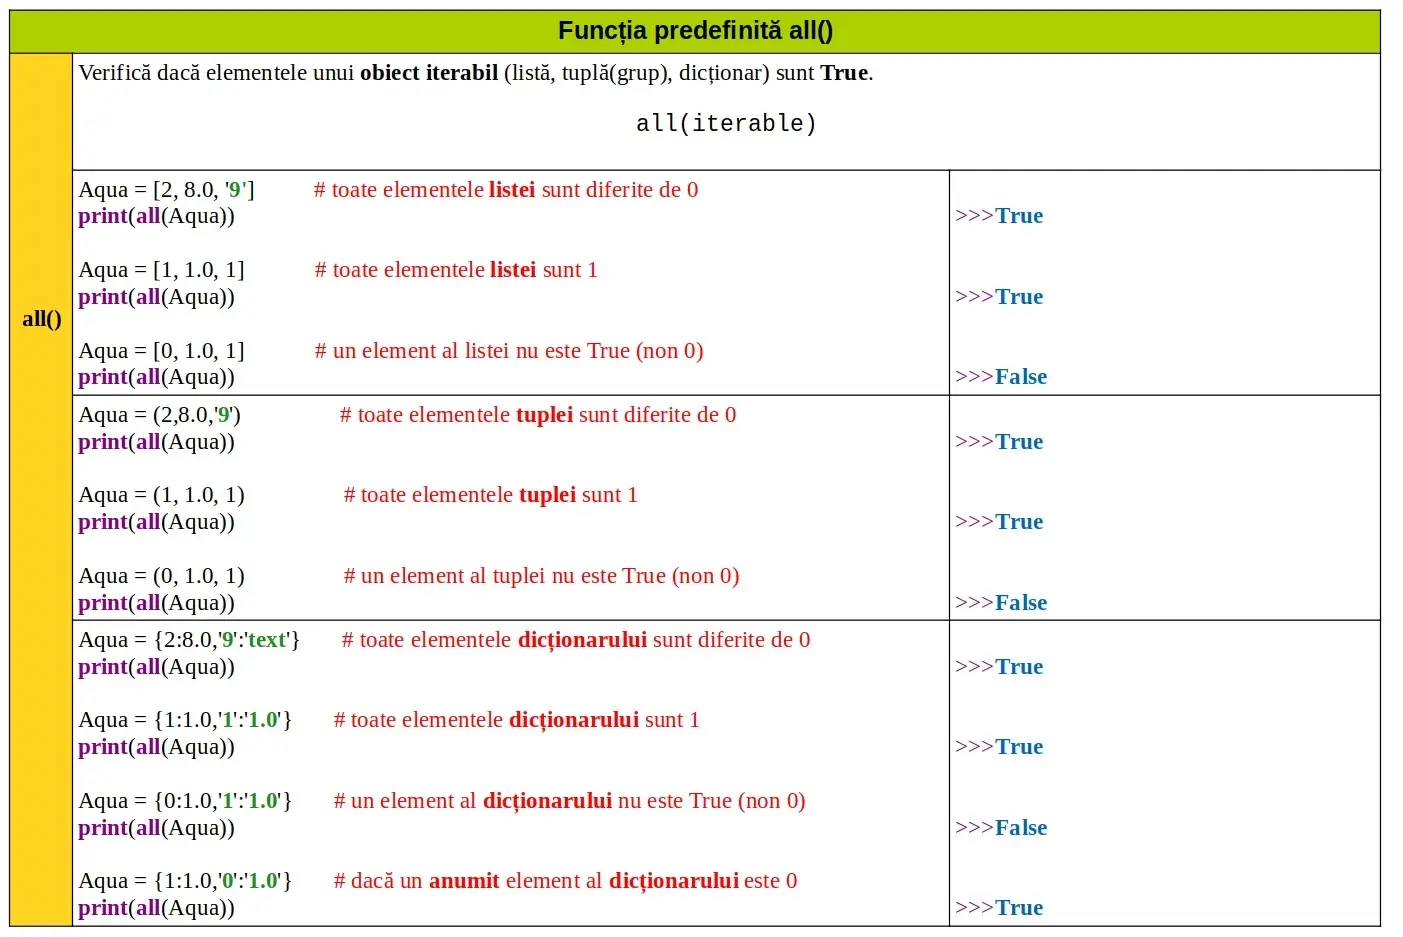 Funcția predefinită all()
Verifică dacă elementele unui obiect iterabil (listă, tuplă(grup), dicționar) sunt True.
all(iterable)
all()
Aqua = [2, 8.0, '9'] # toate elementele listei sunt diferite de 0
print(all(Aqua)) >>>True
Aqua = [1, 1.0, 1] # toate elementele listei sunt 1
print(all(Aqua)) >>>True
Aqua = [0, 1.0, 1] # un element al listei nu este True (non 0)
print(all(Aqua)) >>>False
Aqua = (2,8.0,'9') # toate elementele tuplei sunt diferite de 0
print(all(Aqua)) >>>True
Aqua = (1, 1.0, 1) # toate elementele tuplei sunt 1
print(all(Aqua)) >>>True
Aqua = (0, 1.0, 1) # un element al tuplei nu este True (non 0)
print(all(Aqua)) >>>False
Aqua = {2:8.0,'9':'text'} # toate elementele dicționarului sunt diferite de 0
print(all(Aqua)) >>>True
Aqua = {1:1.0,'1':'1.0'} # toate elementele dicționarului sunt 1
print(all(Aqua)) >>>True
Aqua = {0:1.0,'1':'1.0'} # un element al dicționarului nu este True (non 0)
print(all(Aqua)) >>>False
Aqua = {1:1.0,'0':'1.0'} # dacă un anumit element al dicționarului este 0
print(all(Aqua)) >>>True